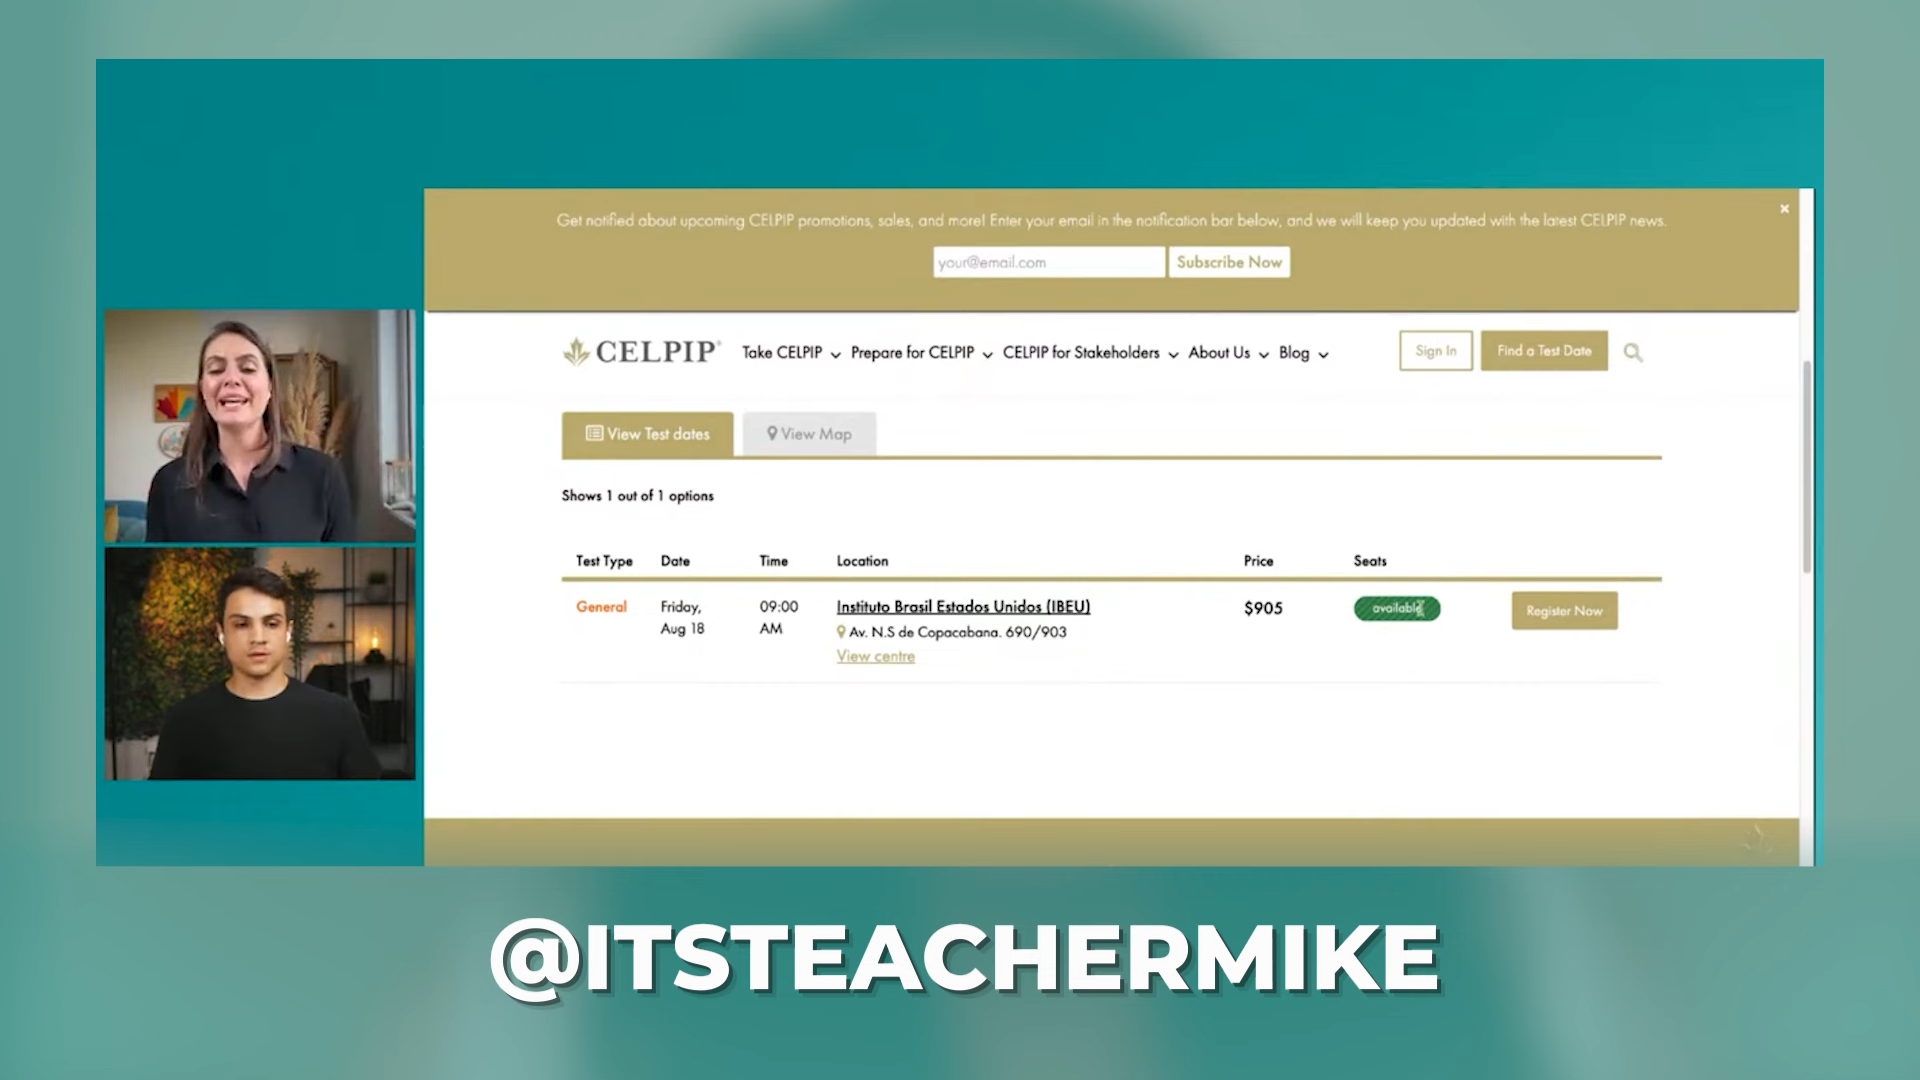 Get notified about upcoming CELPIP promotions, sales, and more! Enter your email in the notification bar below, and we will keep you updated with the latest CELPIP news.
×
your@email.com
Subscribe Now
CELPIP®
Take CELPIP
Prepare for CELPIP
CELPIP for Stakeholders
About Us
Blog
Sign In
Find a Test Date
View Test dates
View Map
Shows 1 out of 1 options
Test Type Date Time Location Price Seats
General
Friday,
Aug 18
09:00
AM
Instituto Brasil Estados Unidos (IBEU)
Av. N.S de Copacabana. 690/903
View centre
$905
available
Register Now
@ITSTEACHERMIKE